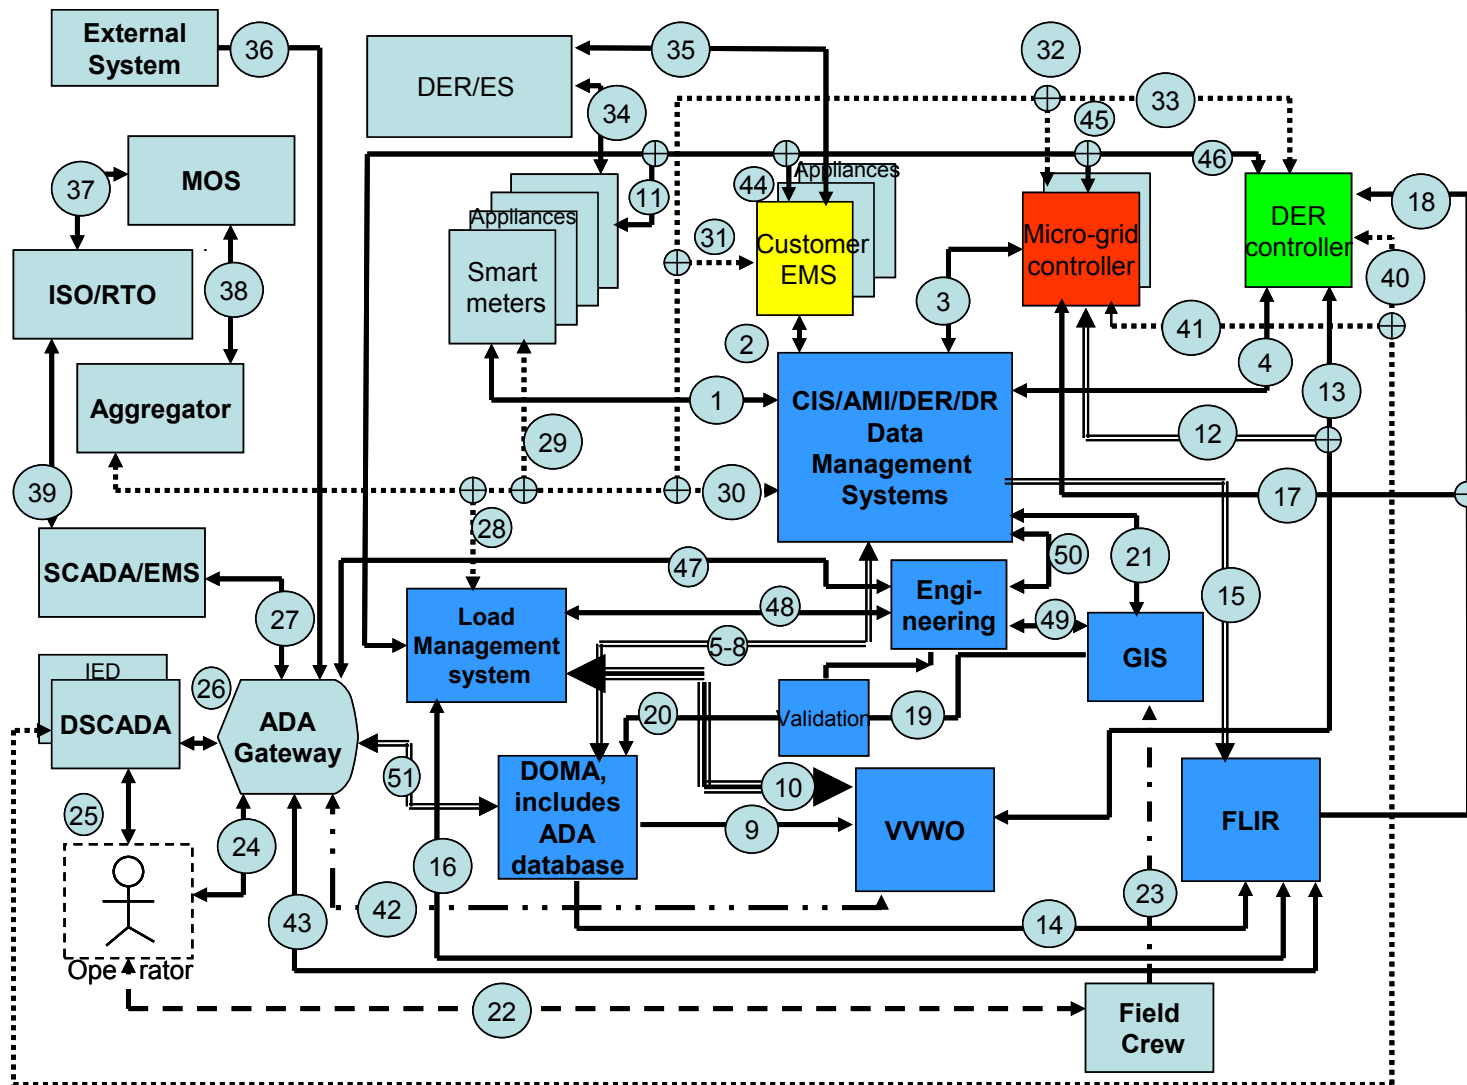 External
System
36
35
32
DER/ES
33
34
45
46
MOS
37
Appliances
44
11
18
Appliances
DER
controller
31
Customer
EMS
Micro-grid
controller
38
Smart
meters
ISO/RTO
3
40
41
2
4
1
13
Aggregator
CIS/AMI/DER/DR
Data
Management
Systems
12
29
39
30
17
28
SCADA/EMS
47
50
21
Engi-
neering
15
48
27
Load
Management
system
49
5-8
GIS
IED
26
DSCADA
ADA
Gateway
20
Validation
19
51
DOMA,
includes
ADA
database
10
25
9
VVWO
FLIR
24
16
23
42
43
14
Ope rator
22
Field
Crew